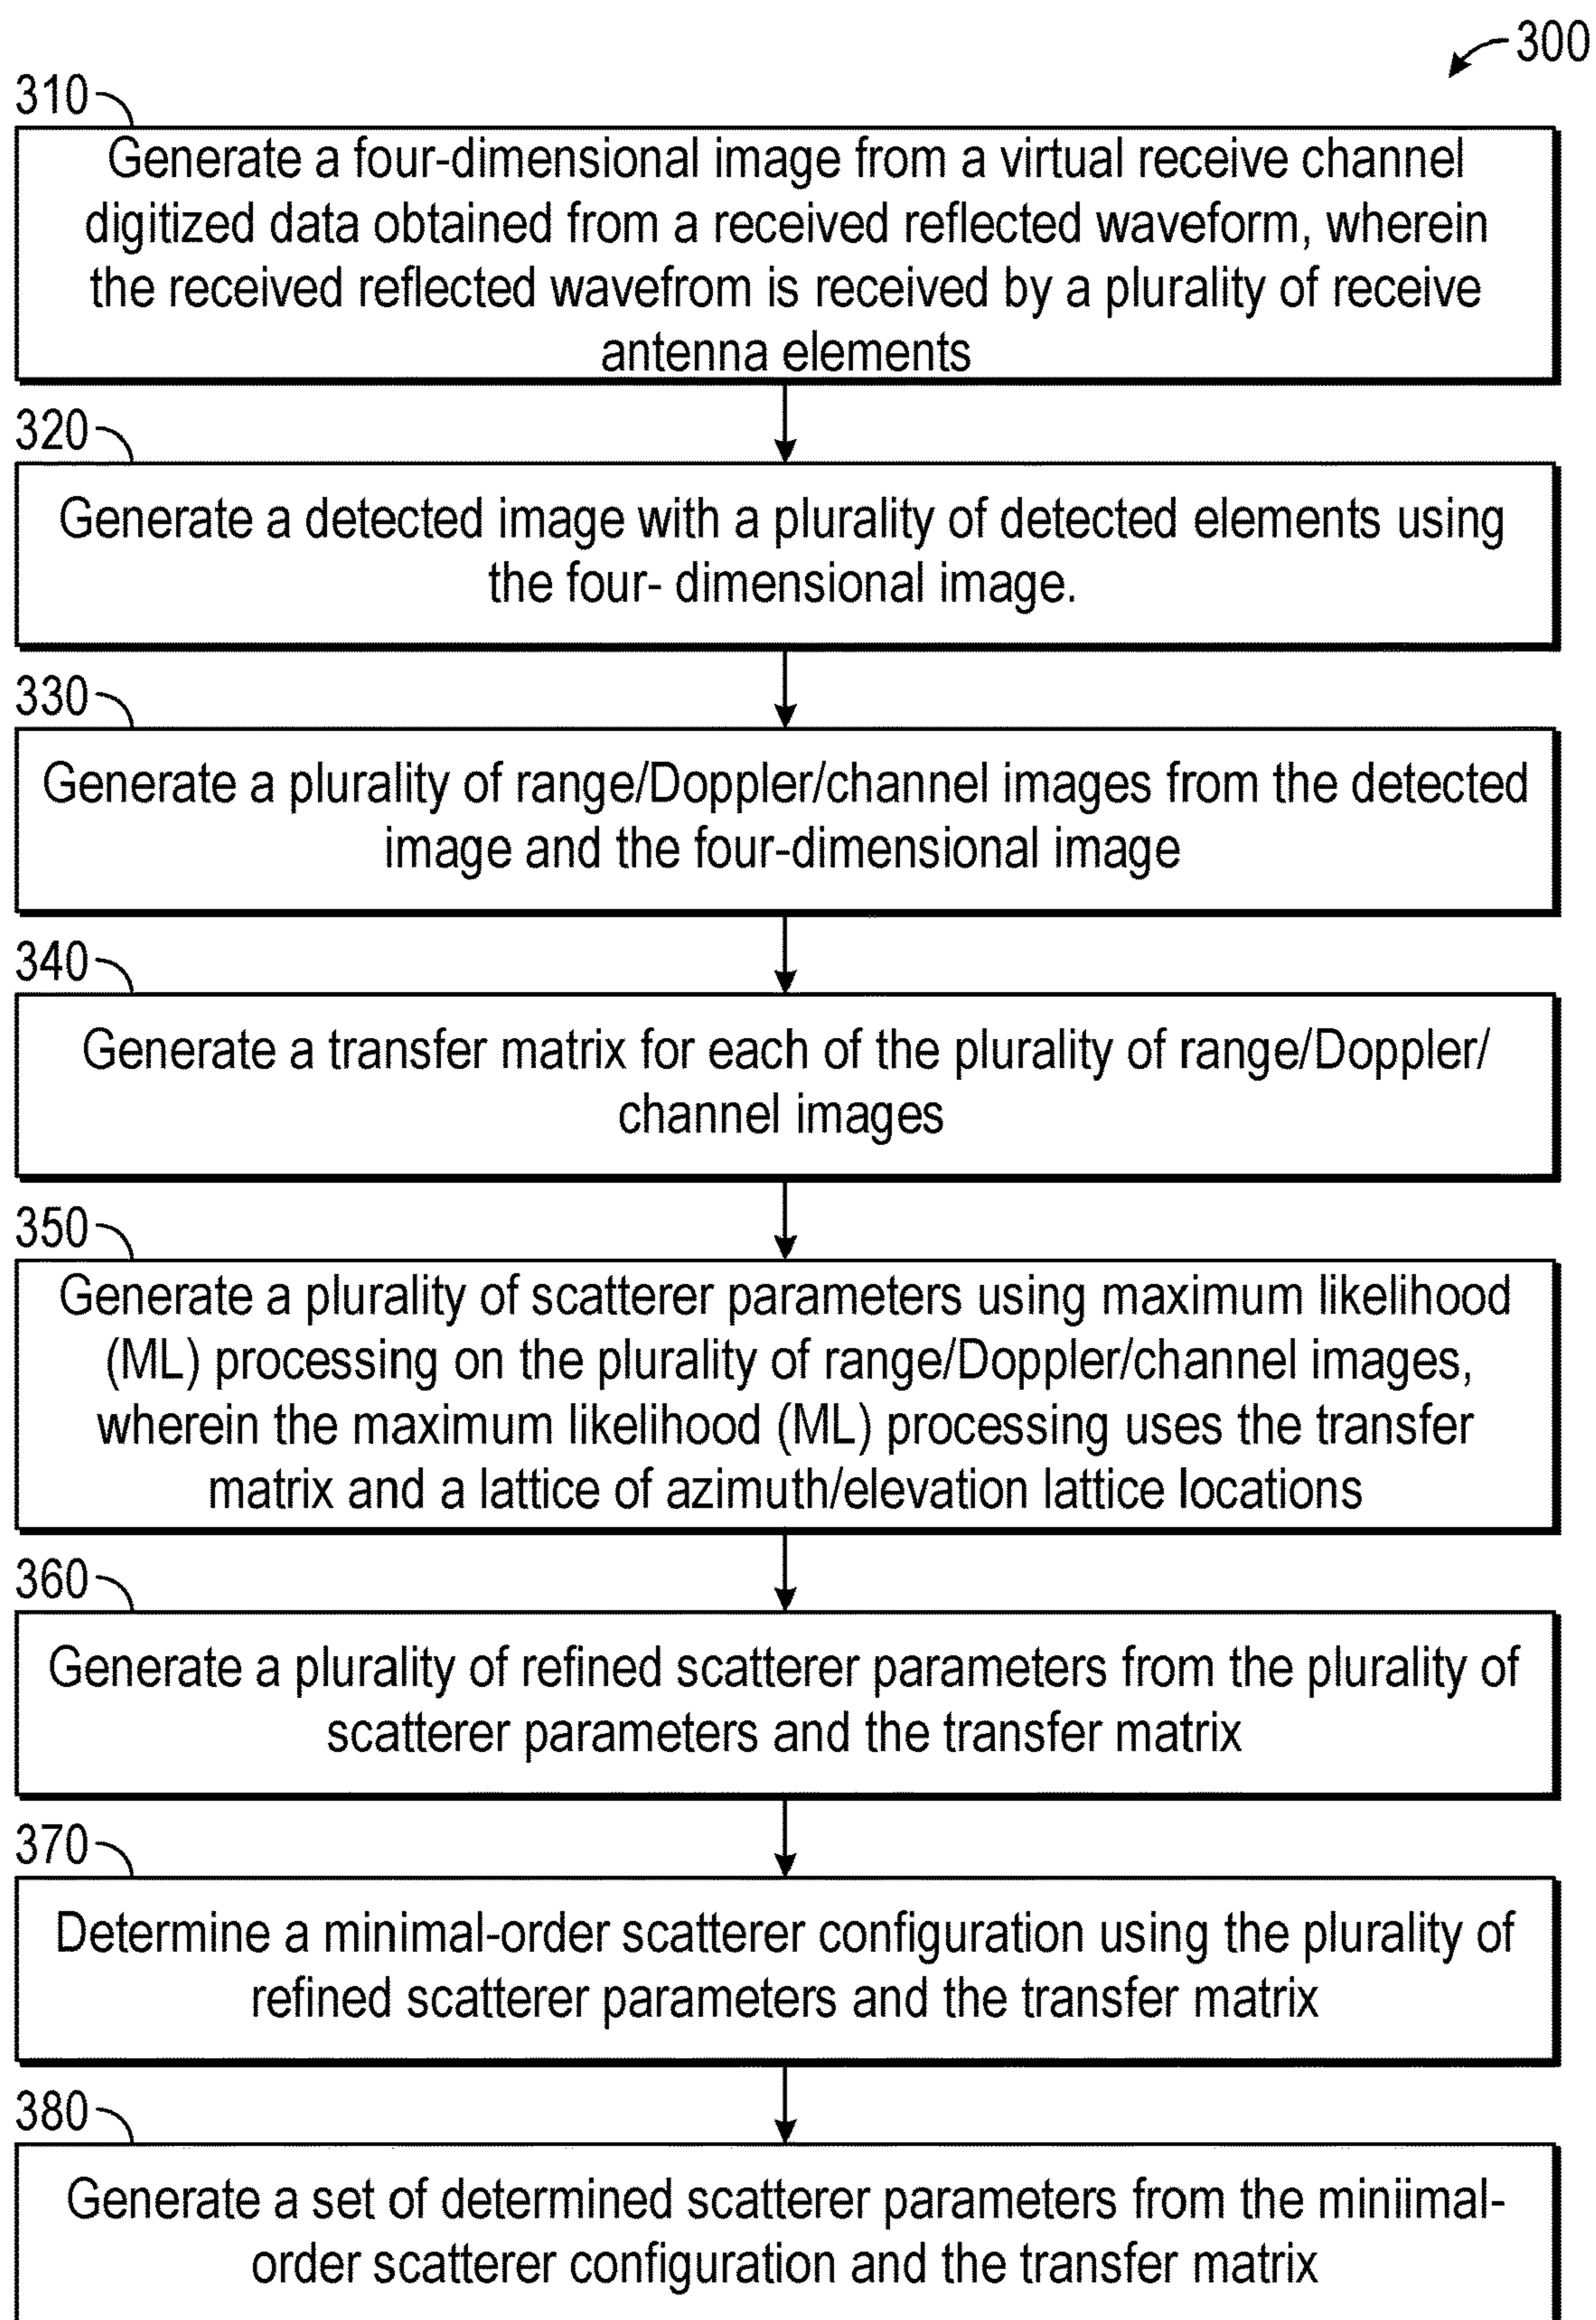 300
310
Generate a four-dimensional image from a virtual receive channel
digitized data obtained from a received reflected waveform, wherein
the received reflected wavefrom is received by a plurality of receive
antenna elements
320
Generate a detected image with a plurality of detected elements using
the four- dimensional image.
330
Generate a plurality of range/Doppler/channel images from the detected
image and the four-dimensional image
340
Generate a transfer matrix for each of the plurality of range/Doppler/
channel images
350
Generate a plurality of scatterer parameters using maximum likelihood
(ML) processing on the plurality of range/Doppler/channel images,
wherein the maximum likelihood (ML) processing uses the transfer
matrix and a lattice of azimuth/elevation lattice locations
360
Generate a plurality of refined scatterer parameters from the plurality of
scatterer parameters and the transfer matrix
370
Determine a minimal-order scatterer configuration using the plurality of
refined scatterer parameters and the transfer matrix
380
Generate a set of determined scatterer parameters from the miniimal-
order scatterer configuration and the transfer matrix